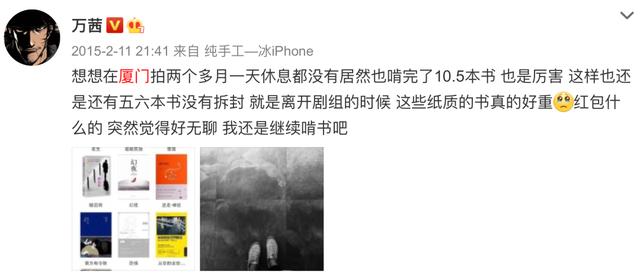 万茜
2015-2-11 21:41 来自 纯手工—冰iPhone
想想在厦门拍两个多月一天休息都没有居然也啃完了10.5本书 也是厉害 这样也还
是还有五六本书没有拆封 就是离开剧组的时候 这些纸质的书真的好重红包什
么的 突然觉得好无聊 我还是继续啃书吧
幻夜